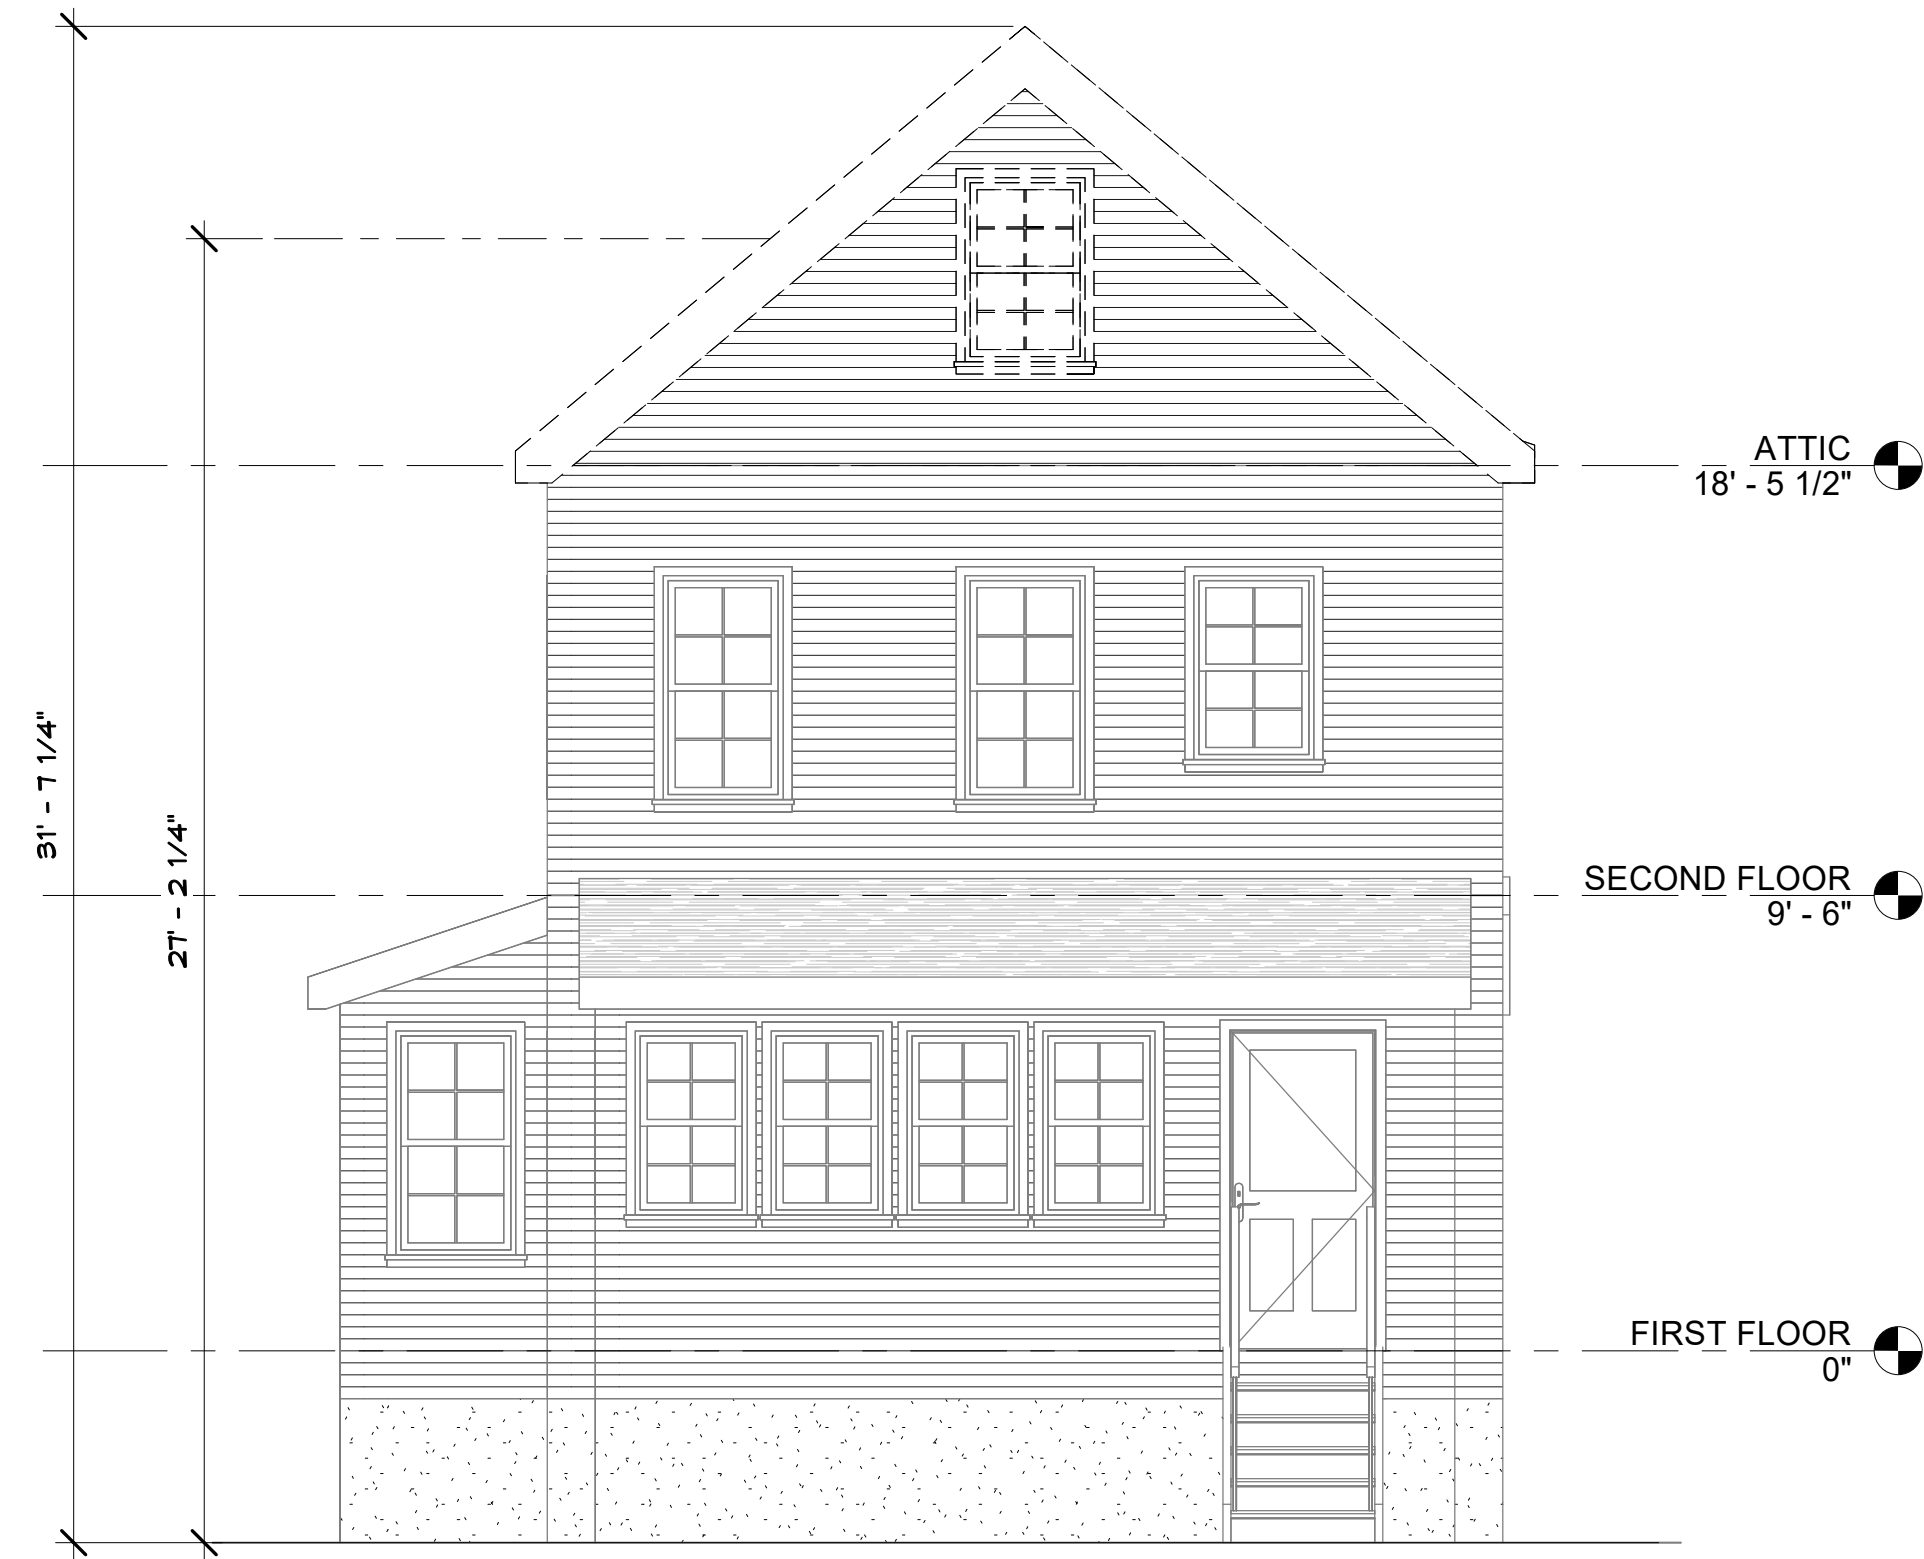 ATTIC
18' - 5 1/2"
31' - 7 1/4"
27' - 2 1/4"
SECOND FLOOR
9' - 6"
FIRST FLOOR
0"